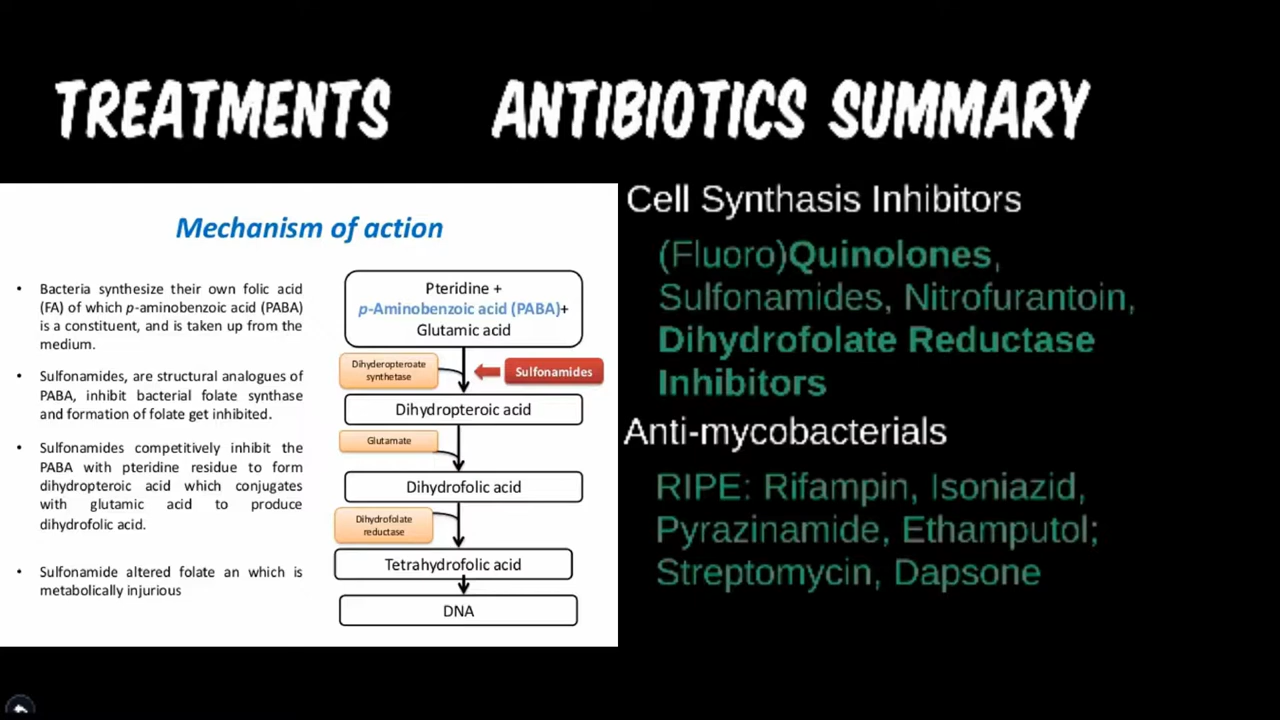 TREATMENTS ANTIBIOTICS SUMMARY
Mechanism of action
• Bacteria synthesize their own folic acid
(FA) of which p-aminobenzoic acid (PABA)
is a constituent, and is taken up from the
medium.
• Sulfonamides, are structural analogues of
PABA, inhibit bacterial folate synthase
and formation of folate get inhibited.
• Sulfonamides competitively inhibit the
PABA with pteridine residue to form
dihydropteroic acid which conjugates
with glutamic acid to produce
dihydrofolic acid.
• Sulfonamide altered folate an which is
metabolically injurious
Pteridine +
p-Aminobenzoic acid (PABA)+
Glutamic acid
Dihyderopteroate
synthetase
Sulfonamides
Dihydropteroic acid
Glutamate
Dihydrofolic acid
Dihydrofolate
reductase
Tetrahydrofolic acid
DNA
Cell Synthasis Inhibitors
(Fluoro)Quinolones,
Sulfonamides, Nitrofurantoin,
Dihydrofolate Reductase
Inhibitors
Anti-mycobacterials
RIPE: Rifampin, Isoniazid,
Pyrazinamide, Ethamputol;
Streptomycin, Dapsone